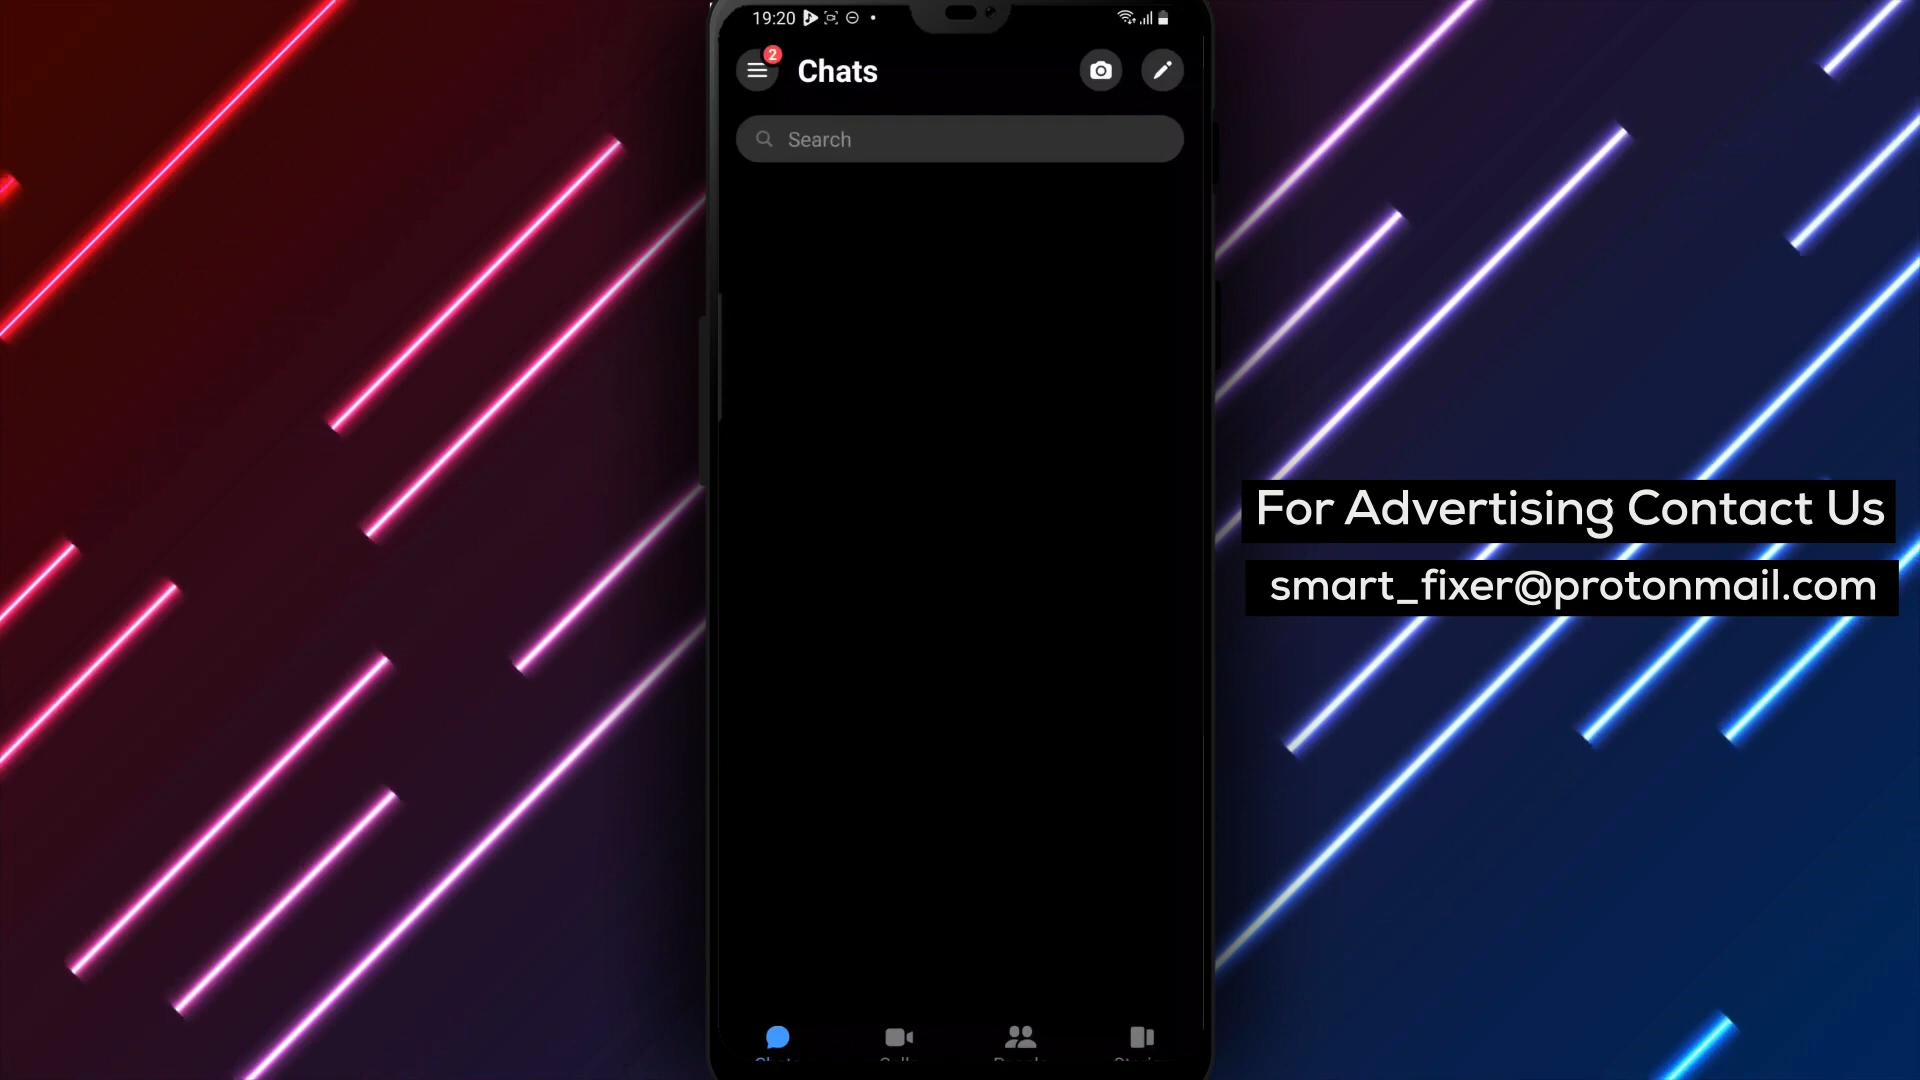 19:20
2
Chats
Search
For Advertising Contact Us
smart_fixer@protonmail.com